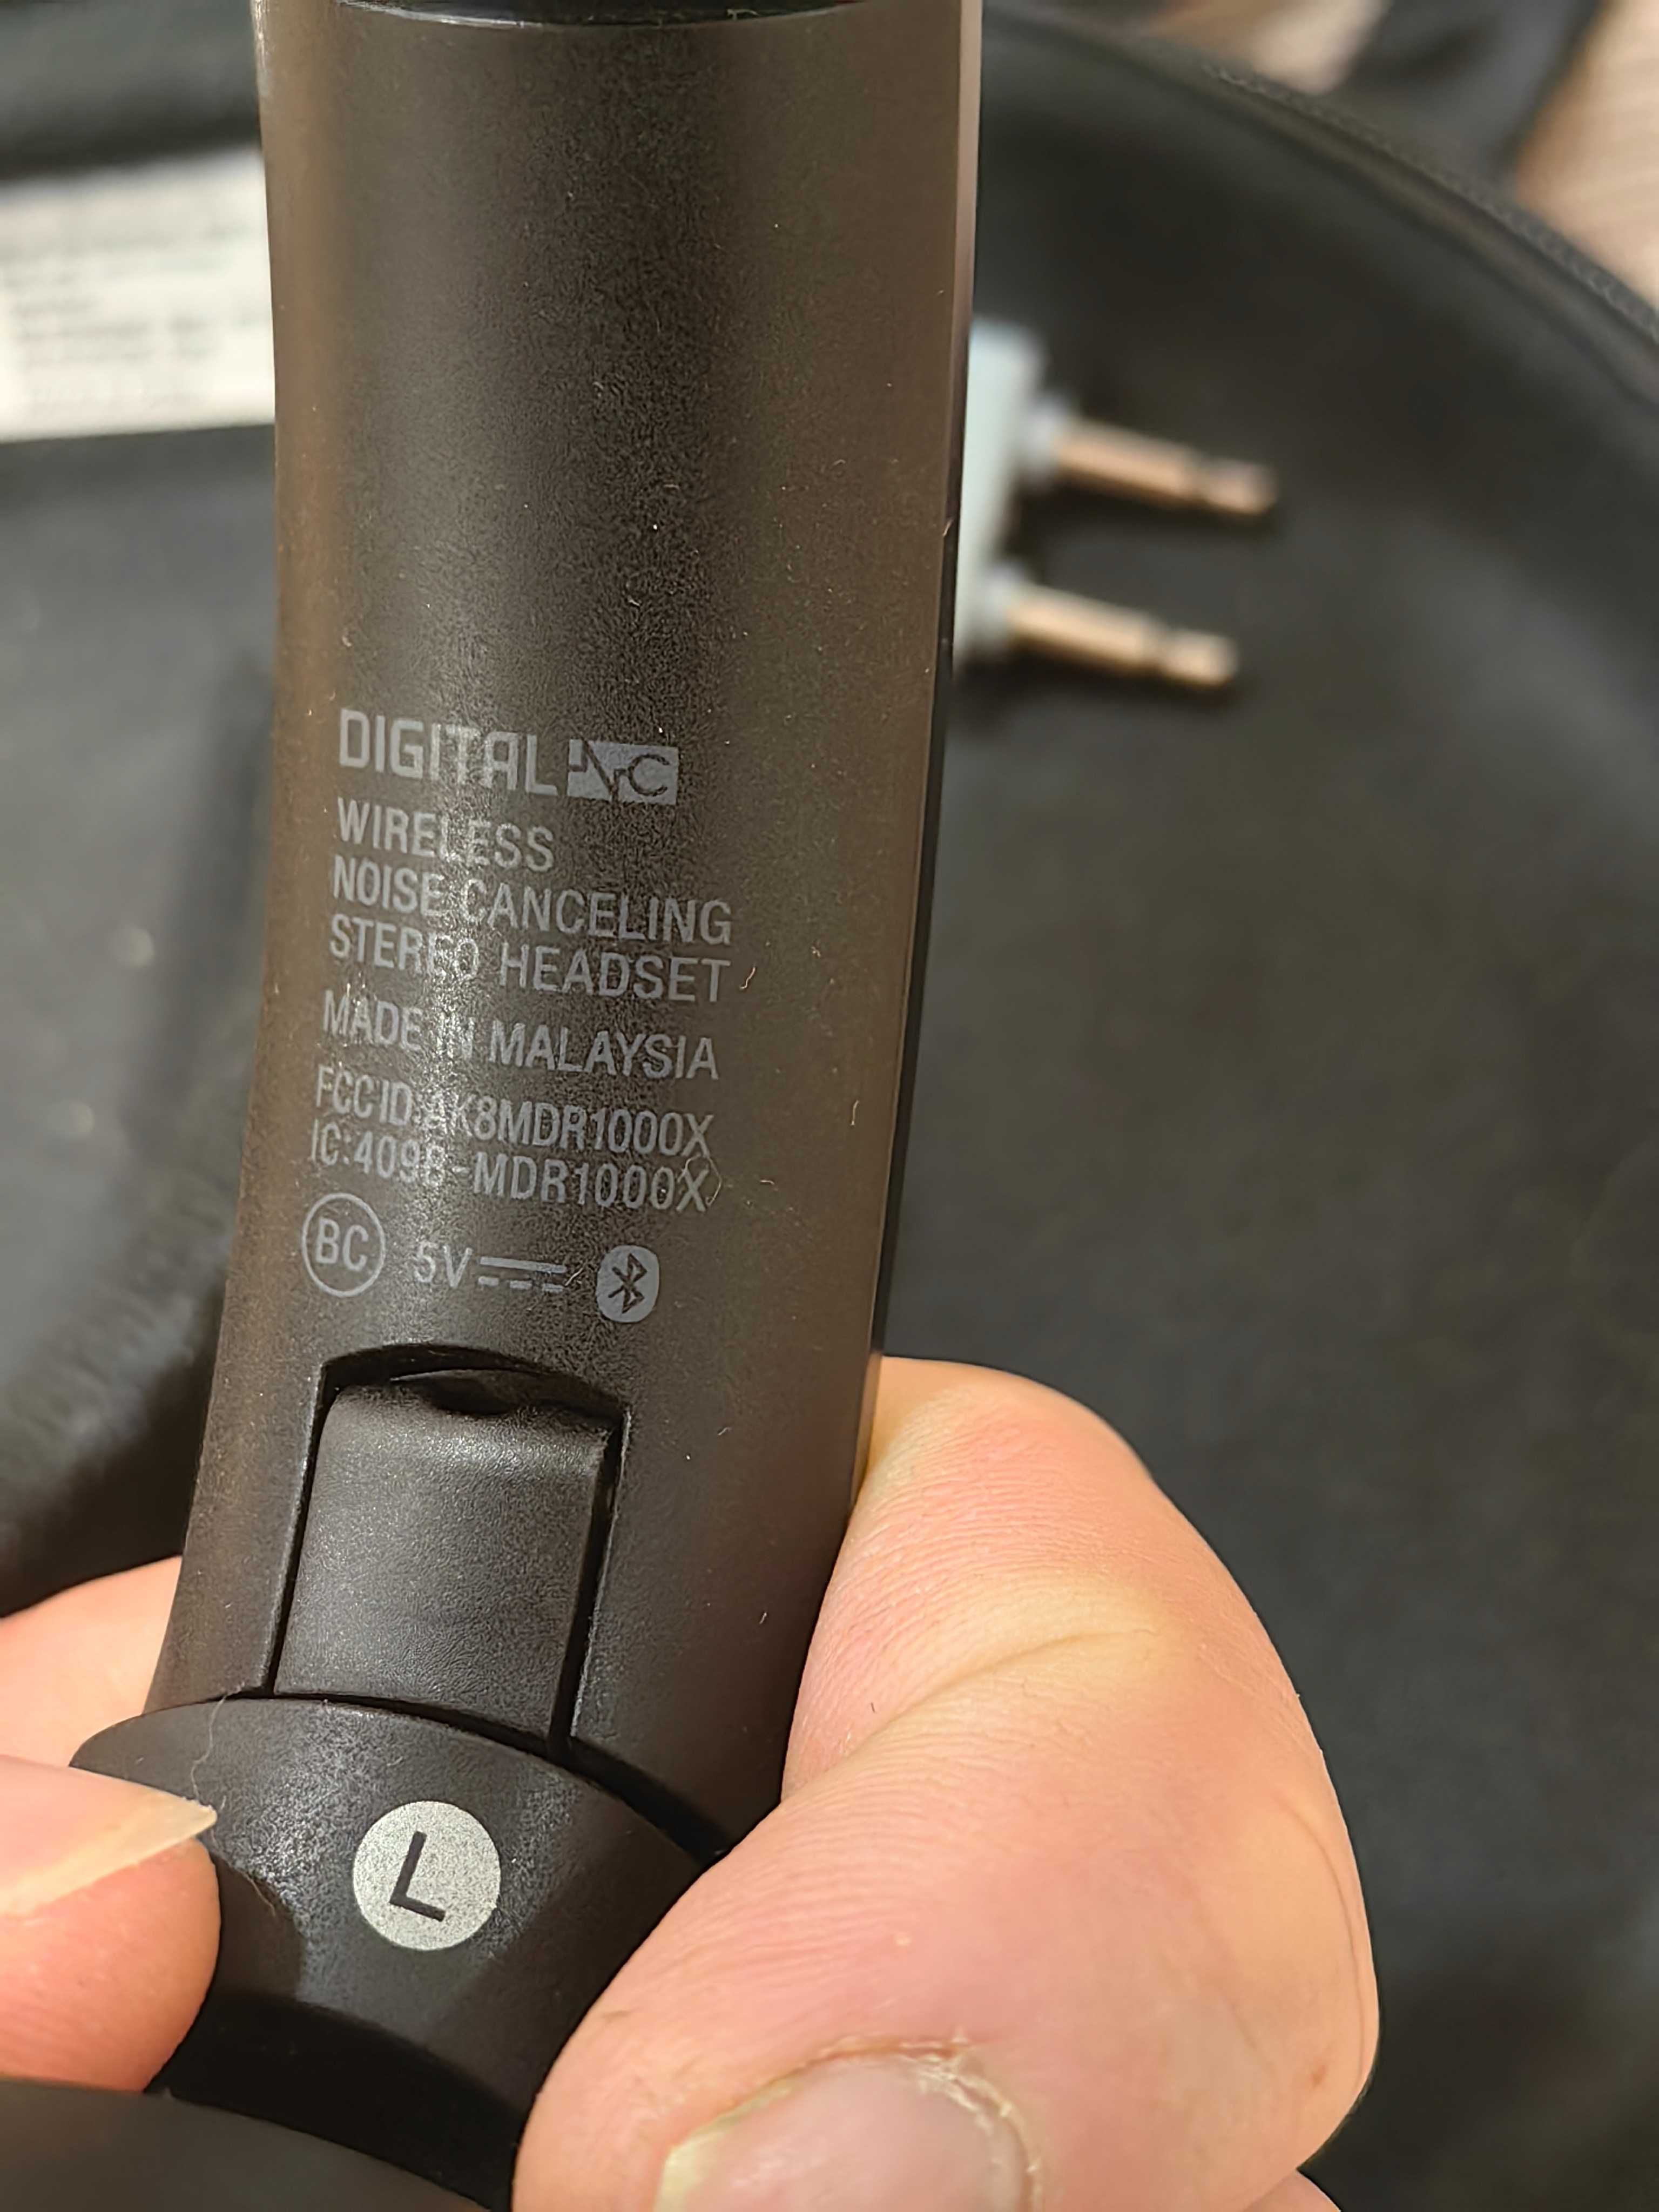 DIGITAL NC
WIRELESS
NOISE CANCELING
STEREO HEADSET
MADE IN MALAYSIA
FCC ID:AK8MDR1000X
IC:409B-MDR1000X
BC 5V
L